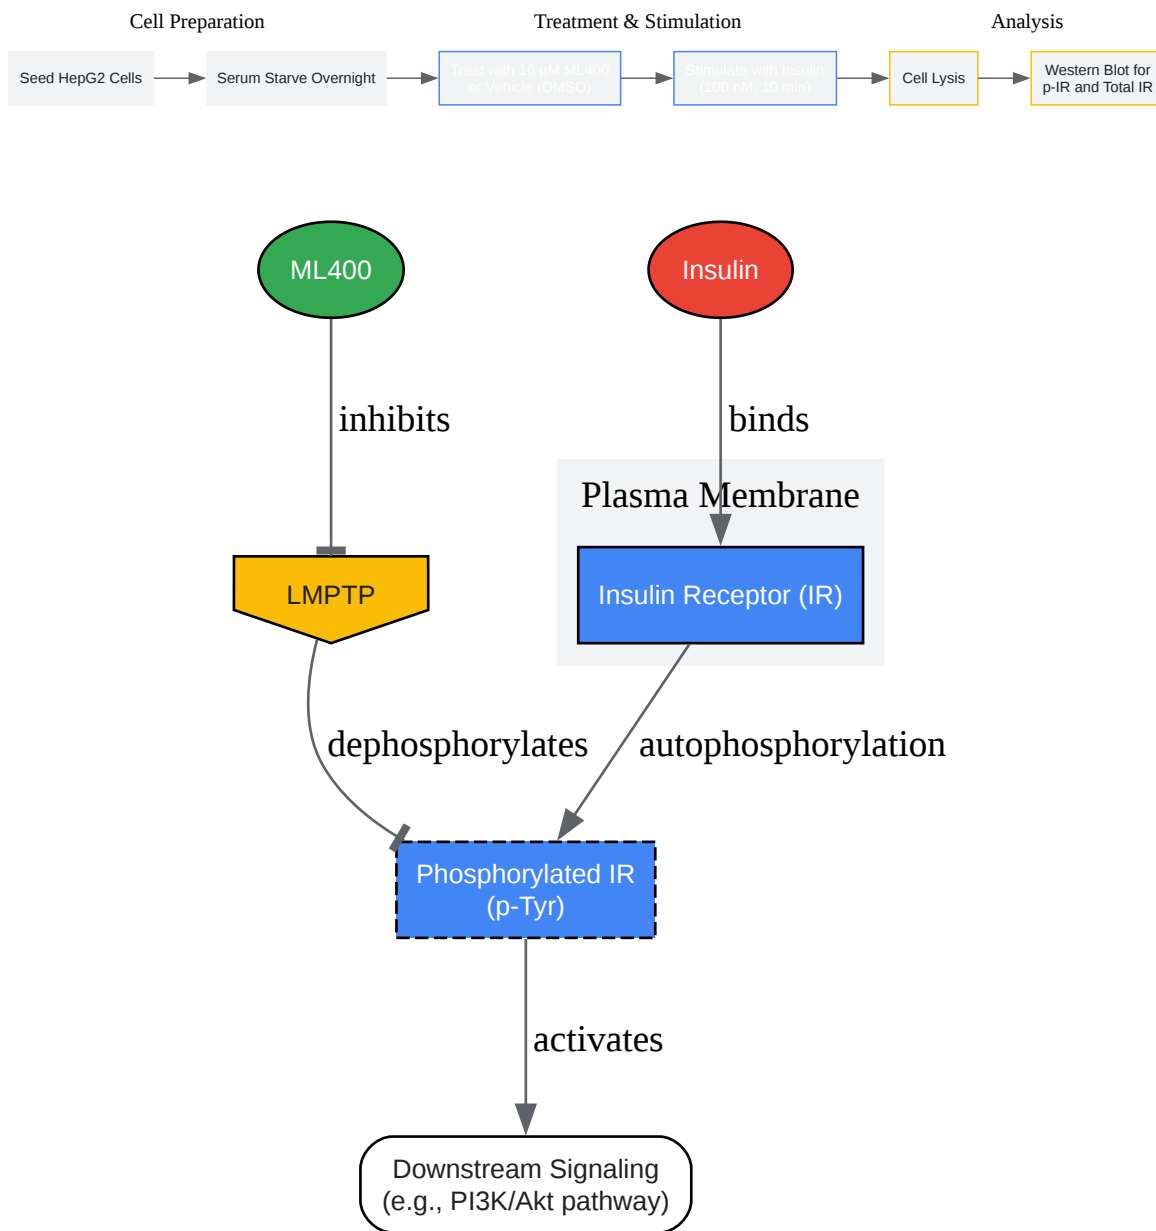 Cell Preparation
Treatment & Stimulation
Analysis
Seed HepG2 Cells
Serum Starve Overnight
Treat with 10 µM ML400
or Vehicle (DMSO)
Stimulate with Insulin
(100 nM, 10 min)
Cell Lysis
Western Blot for
p-IR and Total IR
ML400
Insulin
inhibits
binds
Plasma Membrane
LMPTP
Insulin Receptor (IR)
dephosphorylates
autophosphorylation
Phosphorylated IR
(p-Tyr)
activates
Downstream Signaling
(e.g., PI3K/Akt pathway)